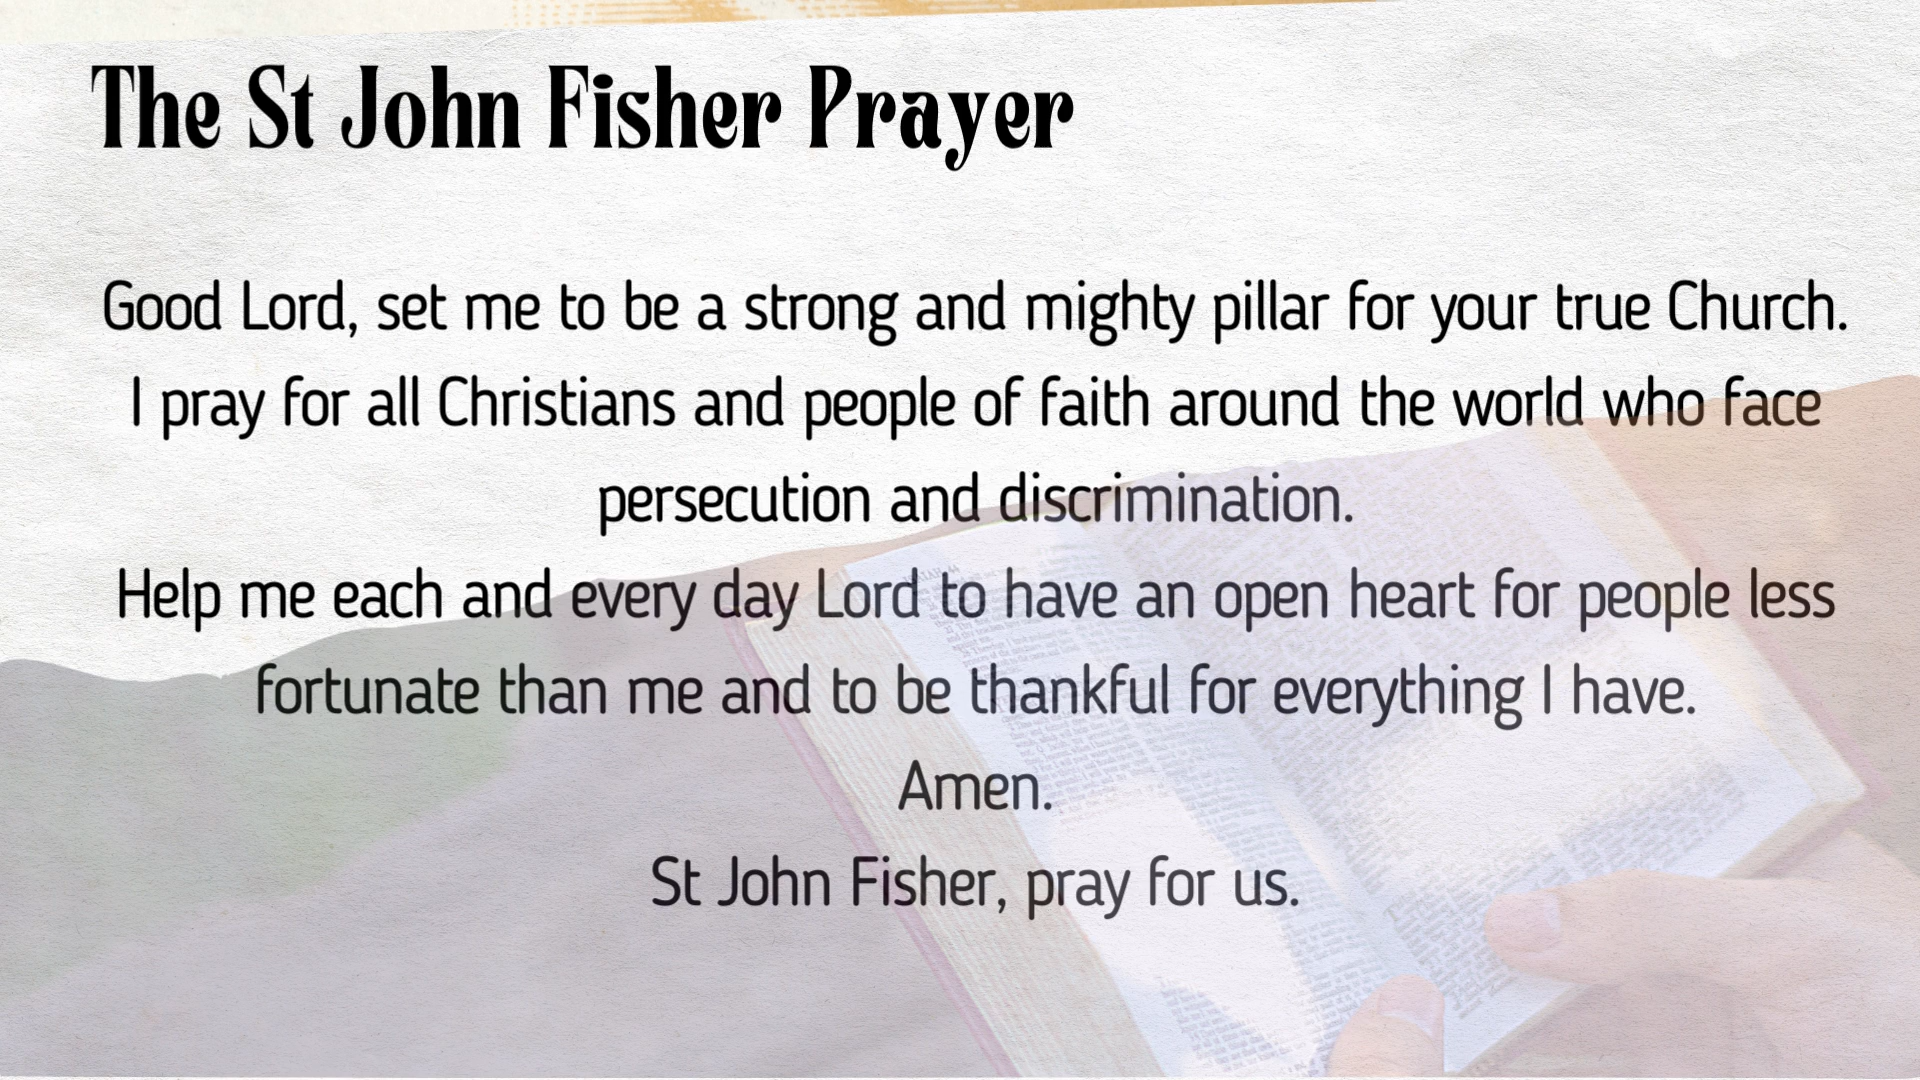 The St John Fisher Prayer
Good Lord, set me to be a strong and mighty pillar for your true Church.
I pray for all Christians and people of faith around the world who face
persecution and discrimination.
Help me each and every day Lord to have an open heart for people less
fortunate than me and to be thankful for everything I have.
Amen.
St John Fisher, pray for us.